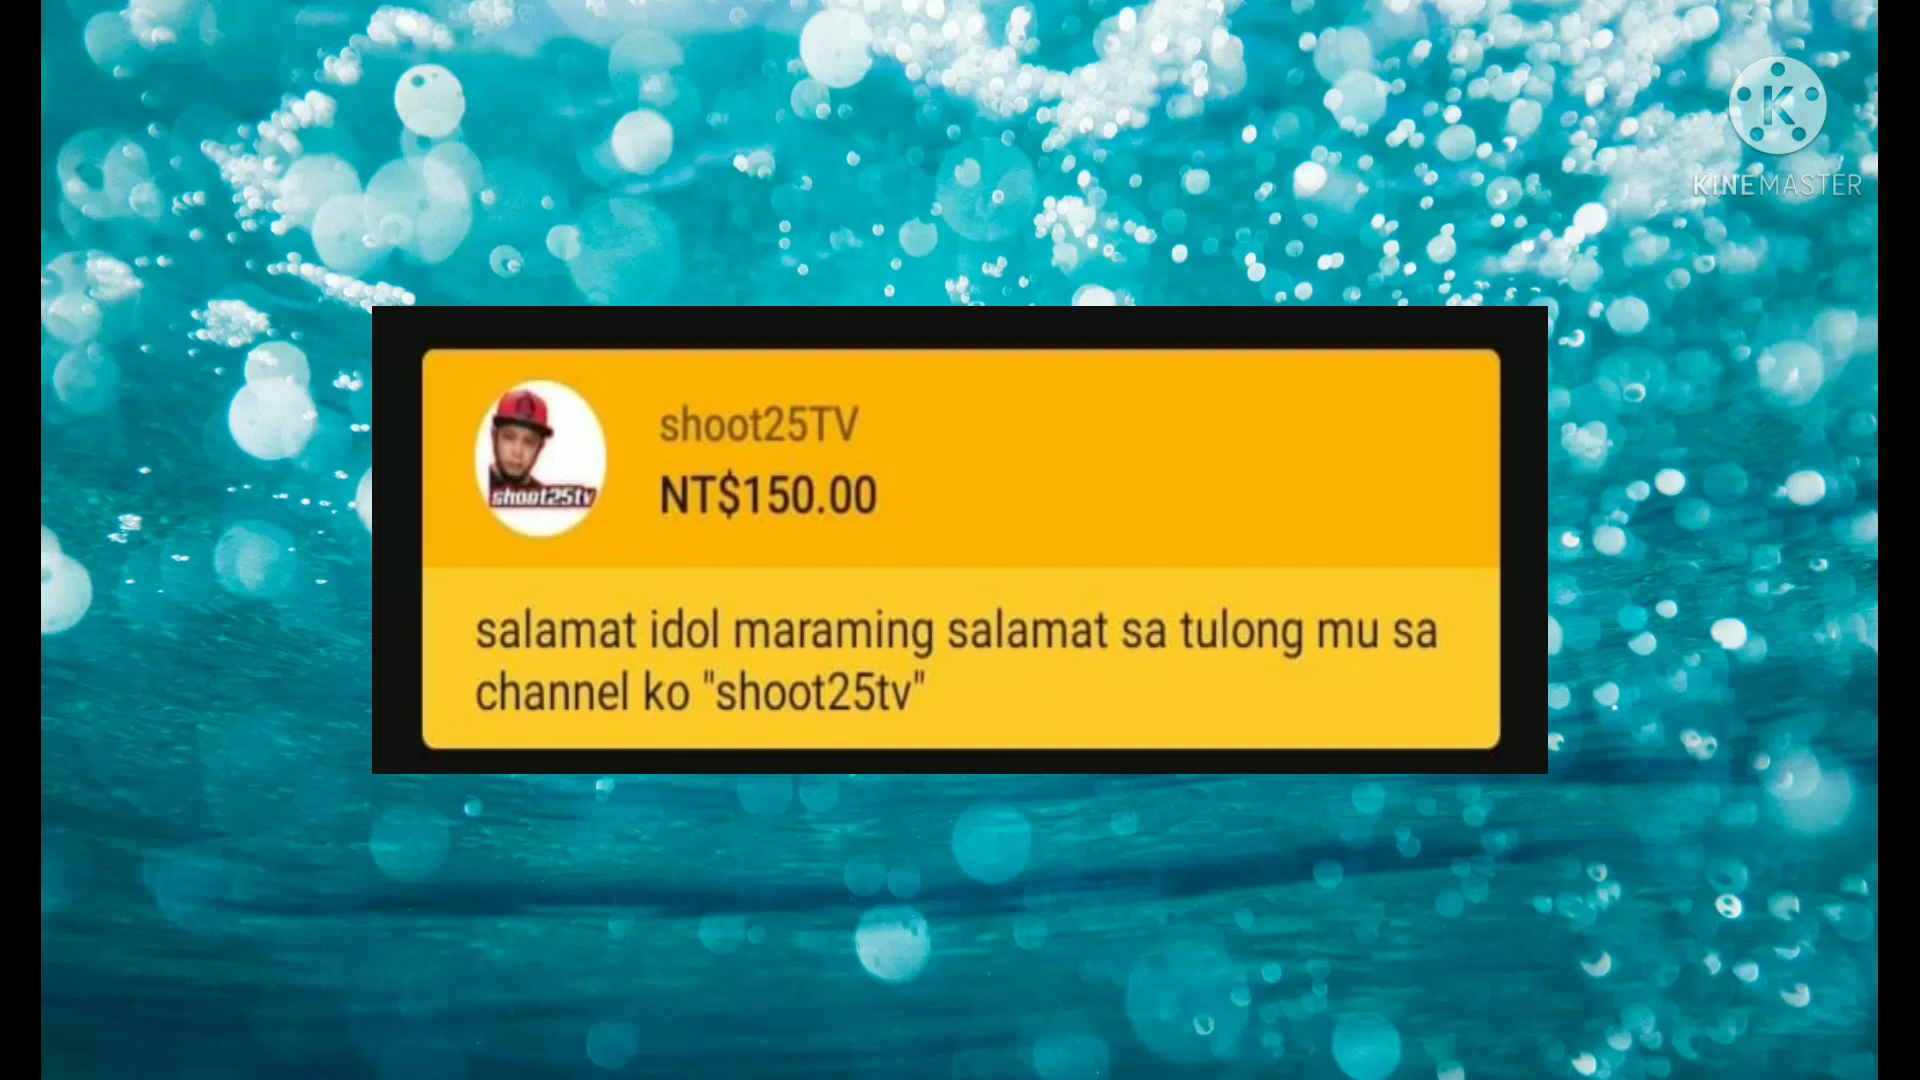 KINEMASTER
shoot25TV
NT$150.00
shoot25tv
salamat idol maraming salamat sa tulong mu sa
channel ko "shoot25tv"